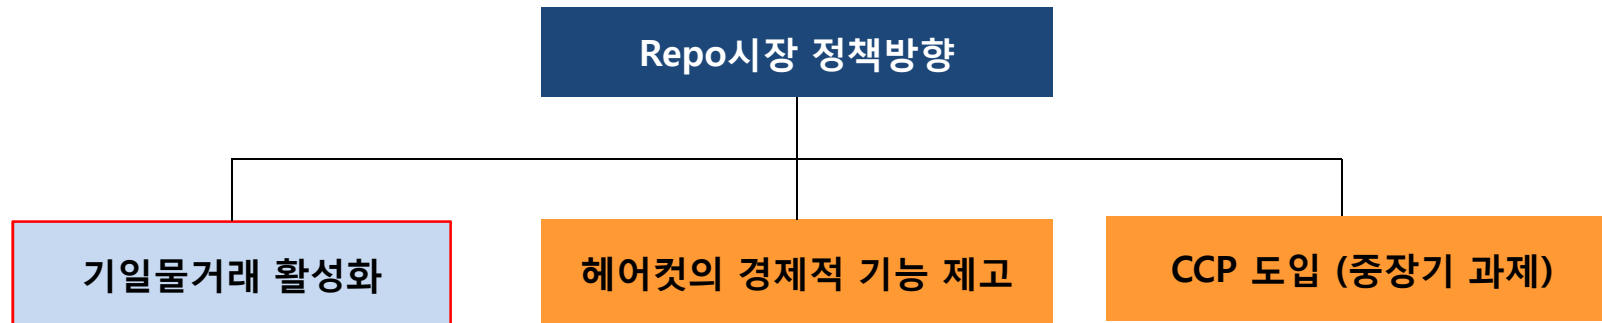 Repo시장 정책방향
기일물거래 활성화
헤어컷의 경제적 기능 제고
CCP 도입 (중장기 과제)